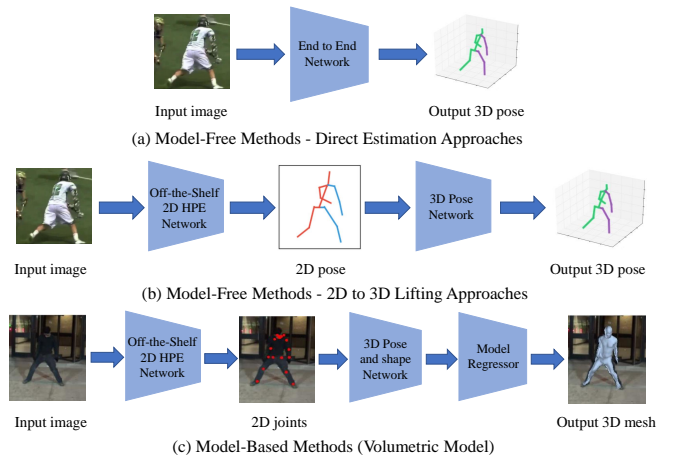 End to End
Network
Input image
Output 3D pose
(a) Model-Free Methods - Direct Estimation Approaches
Off-the-Shelf
2D HPE
Network
3D Pose
Network
Input image
2D pose
Output 3D pose
(b) Model-Free Methods - 2D to 3D Lifting Approaches
Off-the-Shelf
2D HPE
Network
3D Pose
and shape
Network
Model
Regressor
Input image
2D joints
Output 3D mesh
(c) Model-Based Methods (Volumetric Model)